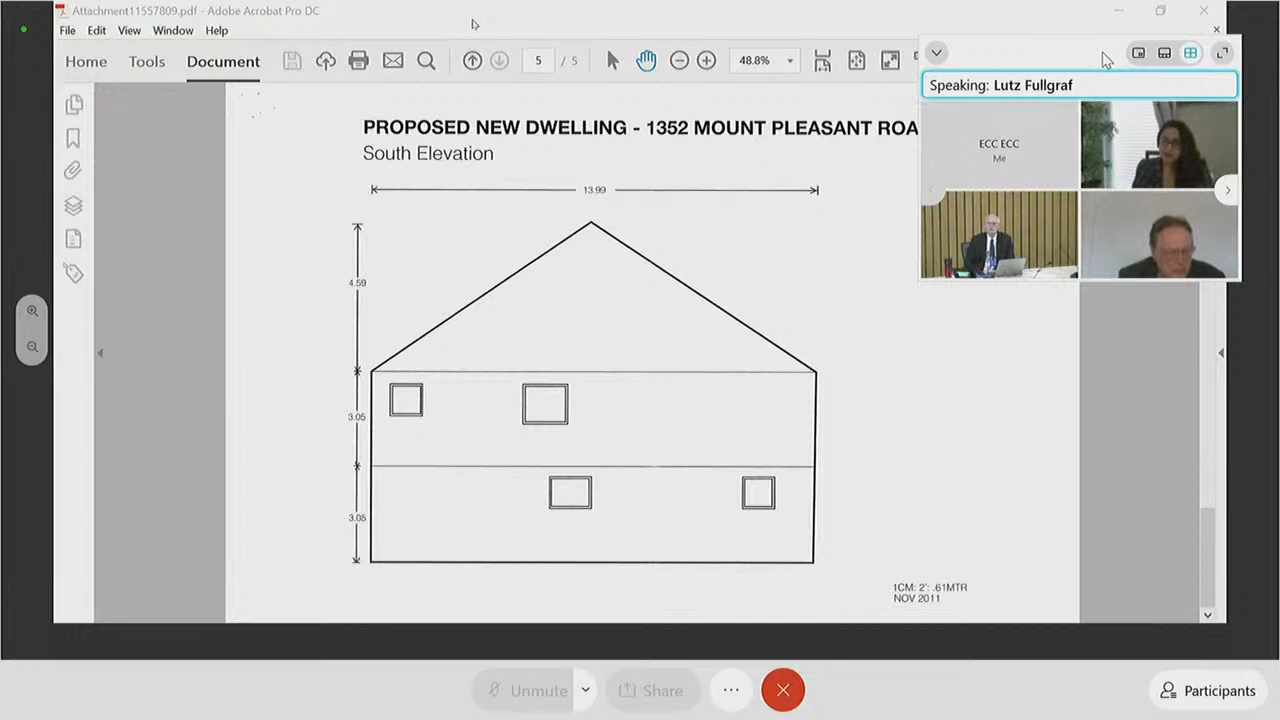 Attachment11557809.pdf - Adobe Acrobat Pro DC
File Edit View Window Help
Home Tools Document 5 / 5 48.8%
Speaking: Lutz Fullgraf
ECC ECC
Me
PROPOSED NEW DWELLING - 1352 MOUNT PLEASANT ROA
South Elevation
13.99
4.59
3.05
3.05
1CM: 2': .61MTR
NOV 2011
Unmute Share Participants